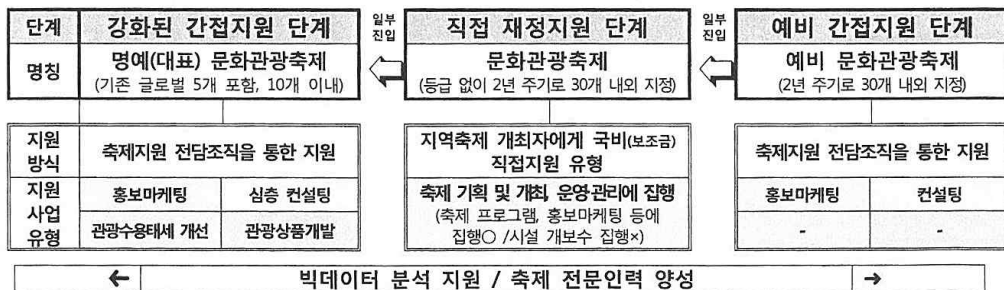 단계 강화된 간접지원 단계 일부 진입 직접 재정지원 단계 일부 진입 예비 간접지원 단계
명칭 명예(대표) 문화관광축제 문화관광축제 예비 문화관광축제
(기존 글로벌 5개 포함, 10개 이내) (등급 없이 2년 주기로 30개 내외 지정) (2년 주기로 30개 내외 지정)
지원 방식 축제지원 전담조직을 통한 지원 지역축제 개최자에게 국비(보조금) 축제지원 전담조직을 통한 지원
직접지원 유형
지원 사업 유형 홍보마케팅 심층 컨설팅 축제 기획 및 개최, 운영·관리에 집행 홍보마케팅 컨설팅
(축제 프로그램, 홍보마케팅 등에
관광수용태세 개선 관광상품개발 집행○ /시설 개보수 집행×) - -
← 빅데이터 분석 지원 / 축제 전문인력 양성 →